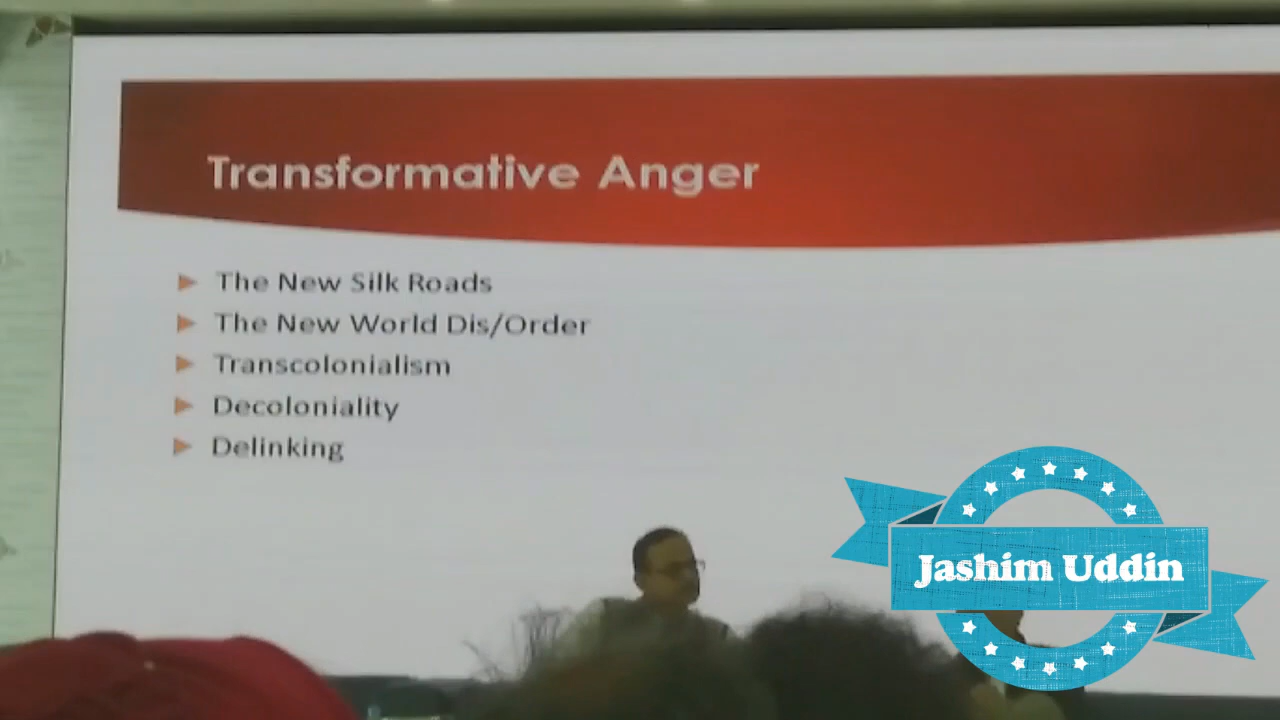 Transformative Anger
The New Silk Roads
The New World Dis/Order
Transcolonialism
Decoloniality
Delinking
Jashim Uddin